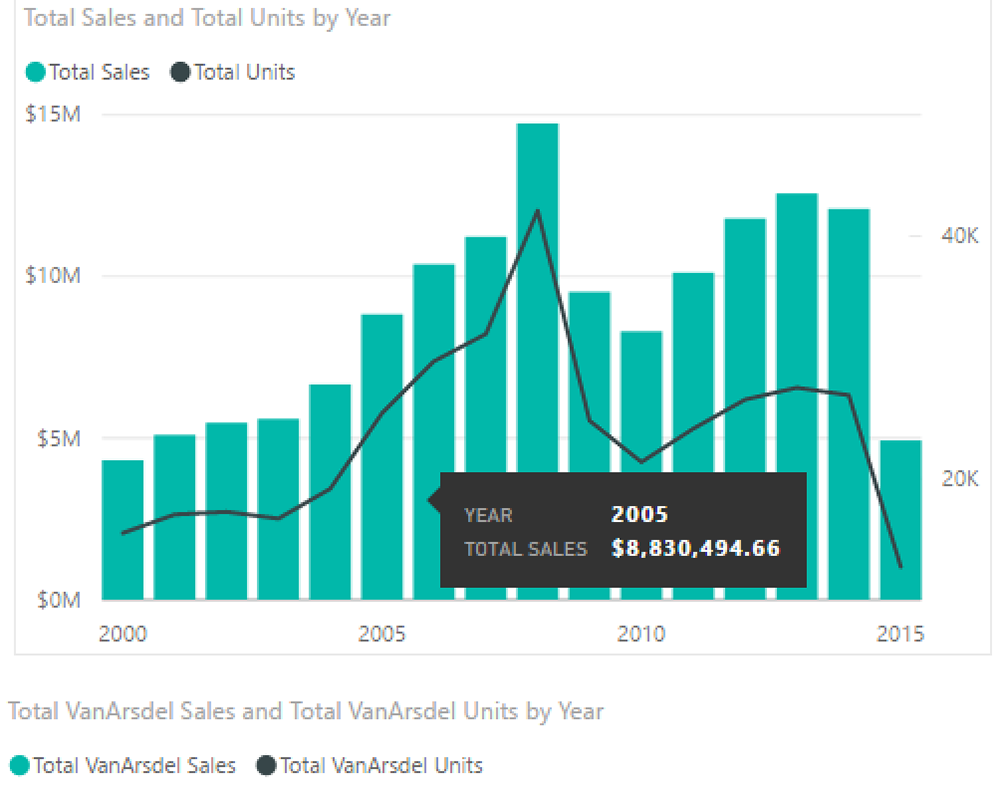 Total Sales and Total Units by Year
Total Sales Total Units
$15M
40K
$10M
$5M
20K
YEAR 2005
TOTAL SALES $8,830,494.66
$0M
2000 2005 2010 2015
Total VanArsdel Sales and Total VanArsdel Units by Year
Total VanArsdel Sales Total VanArsdel Units